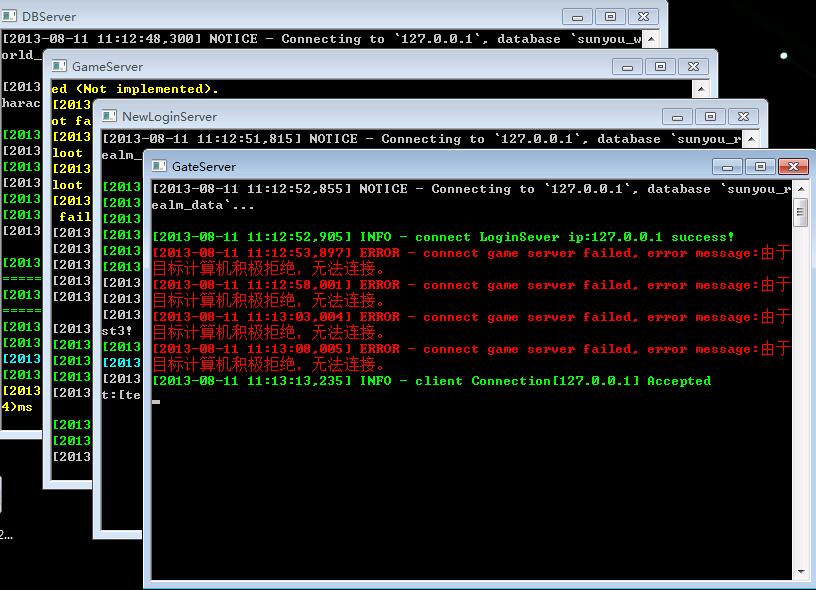 DBServer
[2013-08-11 11:12:48,300] NOTICE - Connecting to `127.0.0.1`, database `sunyou_w
orld_
[2013
harac
[2013
[2013
[2013
[2013
[2013
[2013
[2013
[2013
=====
[2013
=====
[2013
[2013
[2013
[2013
[2013
4)ms
2...
GameServer
ed (Not implemented).
[2013
ot fa
[2013
loot
[2013
loot
[2013
fail
[2013
[2013
[2013
[2013
[2013
[2013
[2013
[2013
[2013
[2013
[2013
[2013
NewLoginServer
[2013-08-11 11:12:51,815] NOTICE - Connecting to `127.0.0.1`, database `sunyou_r
ealm_
[2013
[2013
[2013
[2013
[2013
[2013
[2013
[2013
[2013
st3!
[2013
[2013
[2013
t:[te
GateServer
[2013-08-11 11:12:52,855] NOTICE - Connecting to `127.0.0.1`, database `sunyou_r
ealm_data`...
[2013-08-11 11:12:52,905] INFO - connect LoginSever ip:127.0.0.1 success!
[2013-08-11 11:12:53,897] ERROR - connect game server failed, error message:由于
目标计算机积极拒绝，无法连接。
[2013-08-11 11:12:58,001] ERROR - connect game server failed, error message:由于
目标计算机积极拒绝，无法连接。
[2013-08-11 11:13:03,004] ERROR - connect game server failed, error message:由于
目标计算机积极拒绝，无法连接。
[2013-08-11 11:13:08,005] ERROR - connect game server failed, error message:由于
目标计算机积极拒绝，无法连接。
[2013-08-11 11:13:13,235] INFO - client Connection[127.0.0.1] Accepted